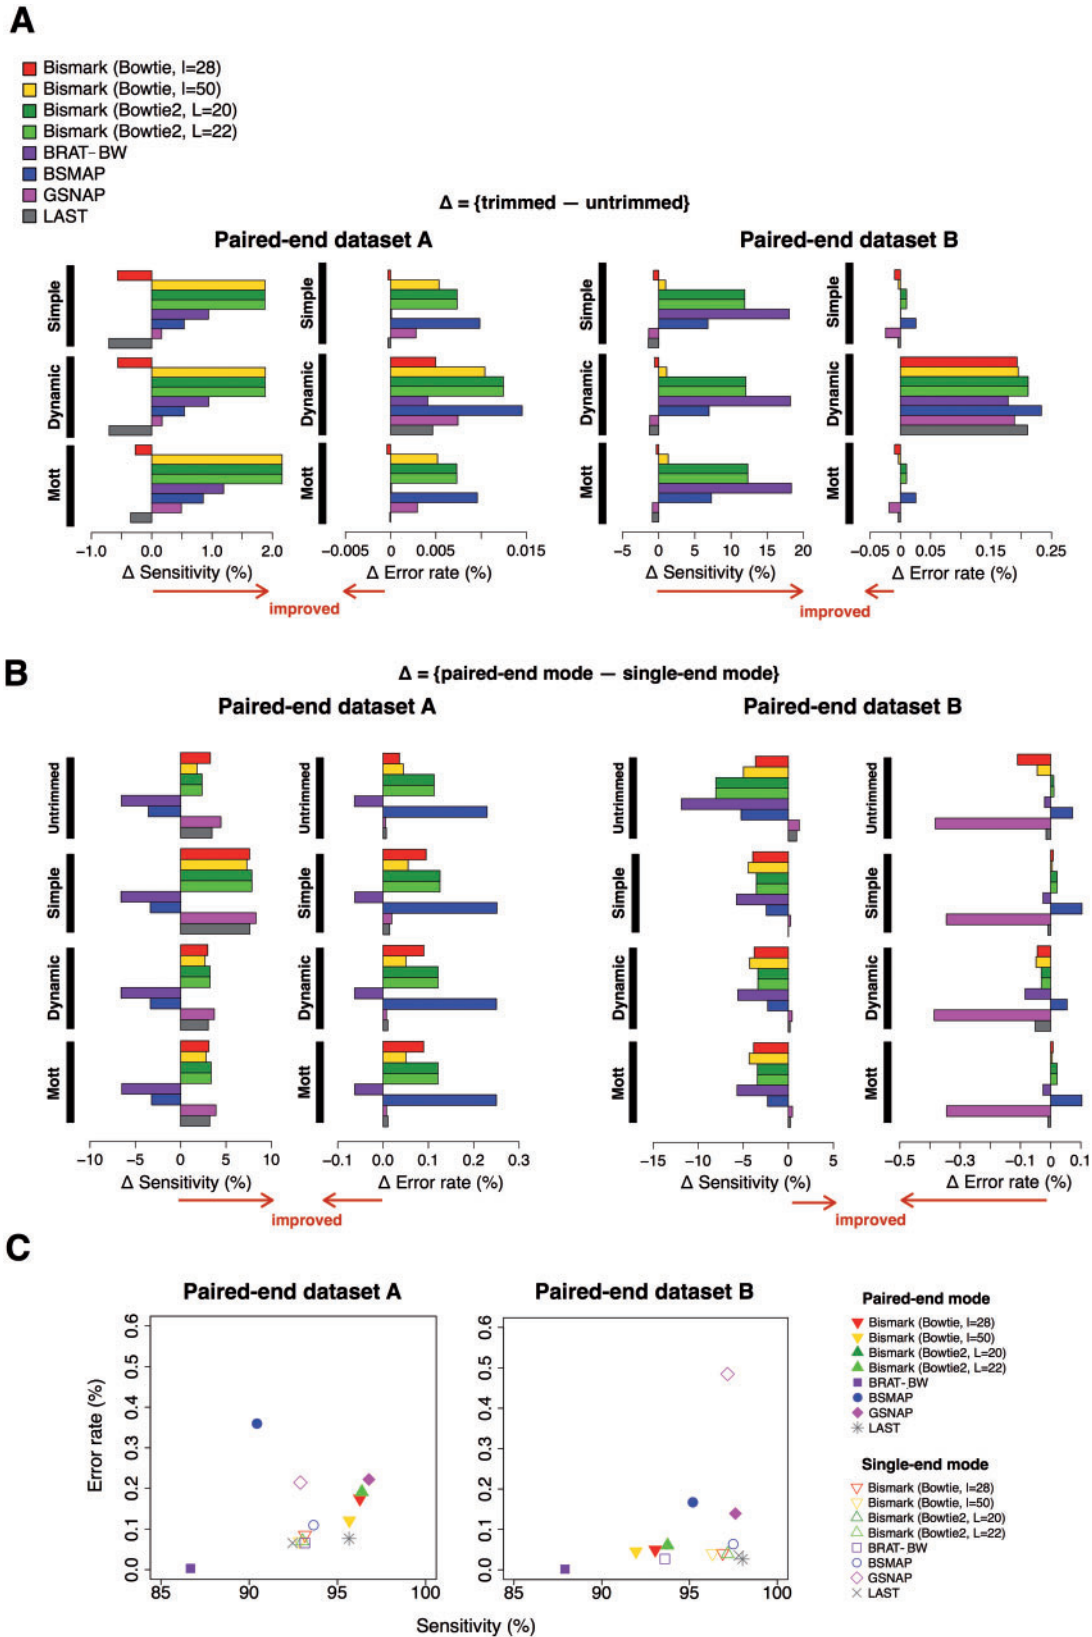 A
Bismark (Bowtie, l=28)
Bismark (Bowtie, l=50)
Bismark (Bowtie2, L=20)
Bismark (Bowtie2, L=22)
BRAT-BW
BSMAP
GSNAP
LAST
Δ = {trimmed — untrimmed}
Paired-end dataset A
Paired-end dataset B
Simple
Dynamic
Mott
Simple
Dynamic
Mott
Simple
Dynamic
Mott
Simple
Dynamic
Mott
−1.0 0.0 1.0 2.0
−0.005 0 0.005 0.015
−5 0 5 10 15 20
−0.05 0 0.05 0.15 0.25
Δ Sensitivity (%)
Δ Error rate (%)
Δ Sensitivity (%)
Δ Error rate (%)
improved
improved
B
Δ = {paired-end mode — single-end mode}
Paired-end dataset A
Paired-end dataset B
Untrimmed
Simple
Dynamic
Mott
Untrimmed
Simple
Dynamic
Mott
Untrimmed
Simple
Dynamic
Mott
Untrimmed
Simple
Dynamic
Mott
−10 −5 0 5 10
−0.1 0.0 0.1 0.2 0.3
−15 −10 −5 0 5
−0.5 −0.3 −0.1 0 0.1
Δ Sensitivity (%)
Δ Error rate (%)
Δ Sensitivity (%)
Δ Error rate (%)
improved
improved
C
Paired-end dataset A
Paired-end dataset B
Error rate (%)
0.6
0.5
0.4
0.3
0.2
0.1
0.0
85 90 95 100
0.6
0.5
0.4
0.3
0.2
0.1
0.0
85 90 95 100
Sensitivity (%)
Paired-end mode
Bismark (Bowtie, l=28)
Bismark (Bowtie, l=50)
Bismark (Bowtie2, L=20)
Bismark (Bowtie2, L=22)
BRAT-BW
BSMAP
GSNAP
LAST
Single-end mode
Bismark (Bowtie, l=28)
Bismark (Bowtie, l=50)
Bismark (Bowtie2, L=20)
Bismark (Bowtie2, L=22)
BRAT-BW
BSMAP
GSNAP
LAST